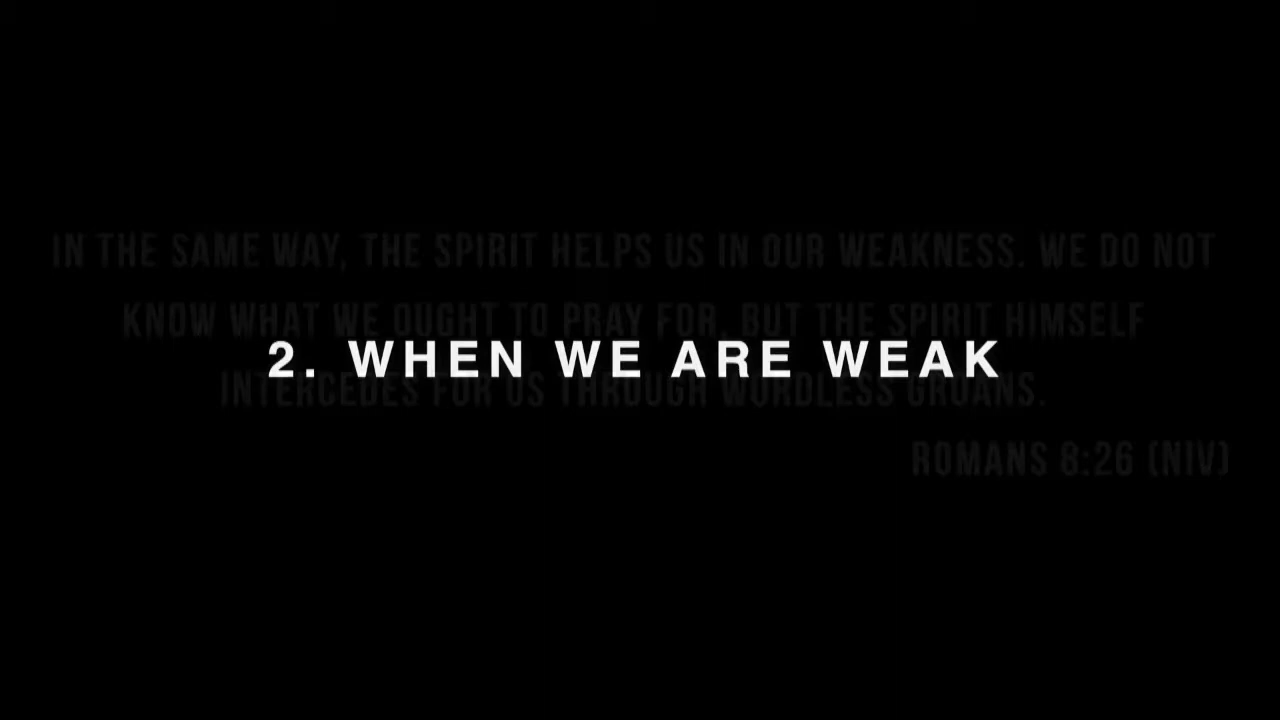 IN THE SAME WAY, THE SPIRIT HELPS US IN OUR WEAKNESS. WE DO NOT
KNOW WHAT WE OUGHT TO PRAY FOR, BUT THE SPIRIT HIMSELF
2. WHEN WE ARE WEAK
INTERCEDES FOR US THROUGH WORDLESS GROANS.
ROMANS 8:26 (NIV)